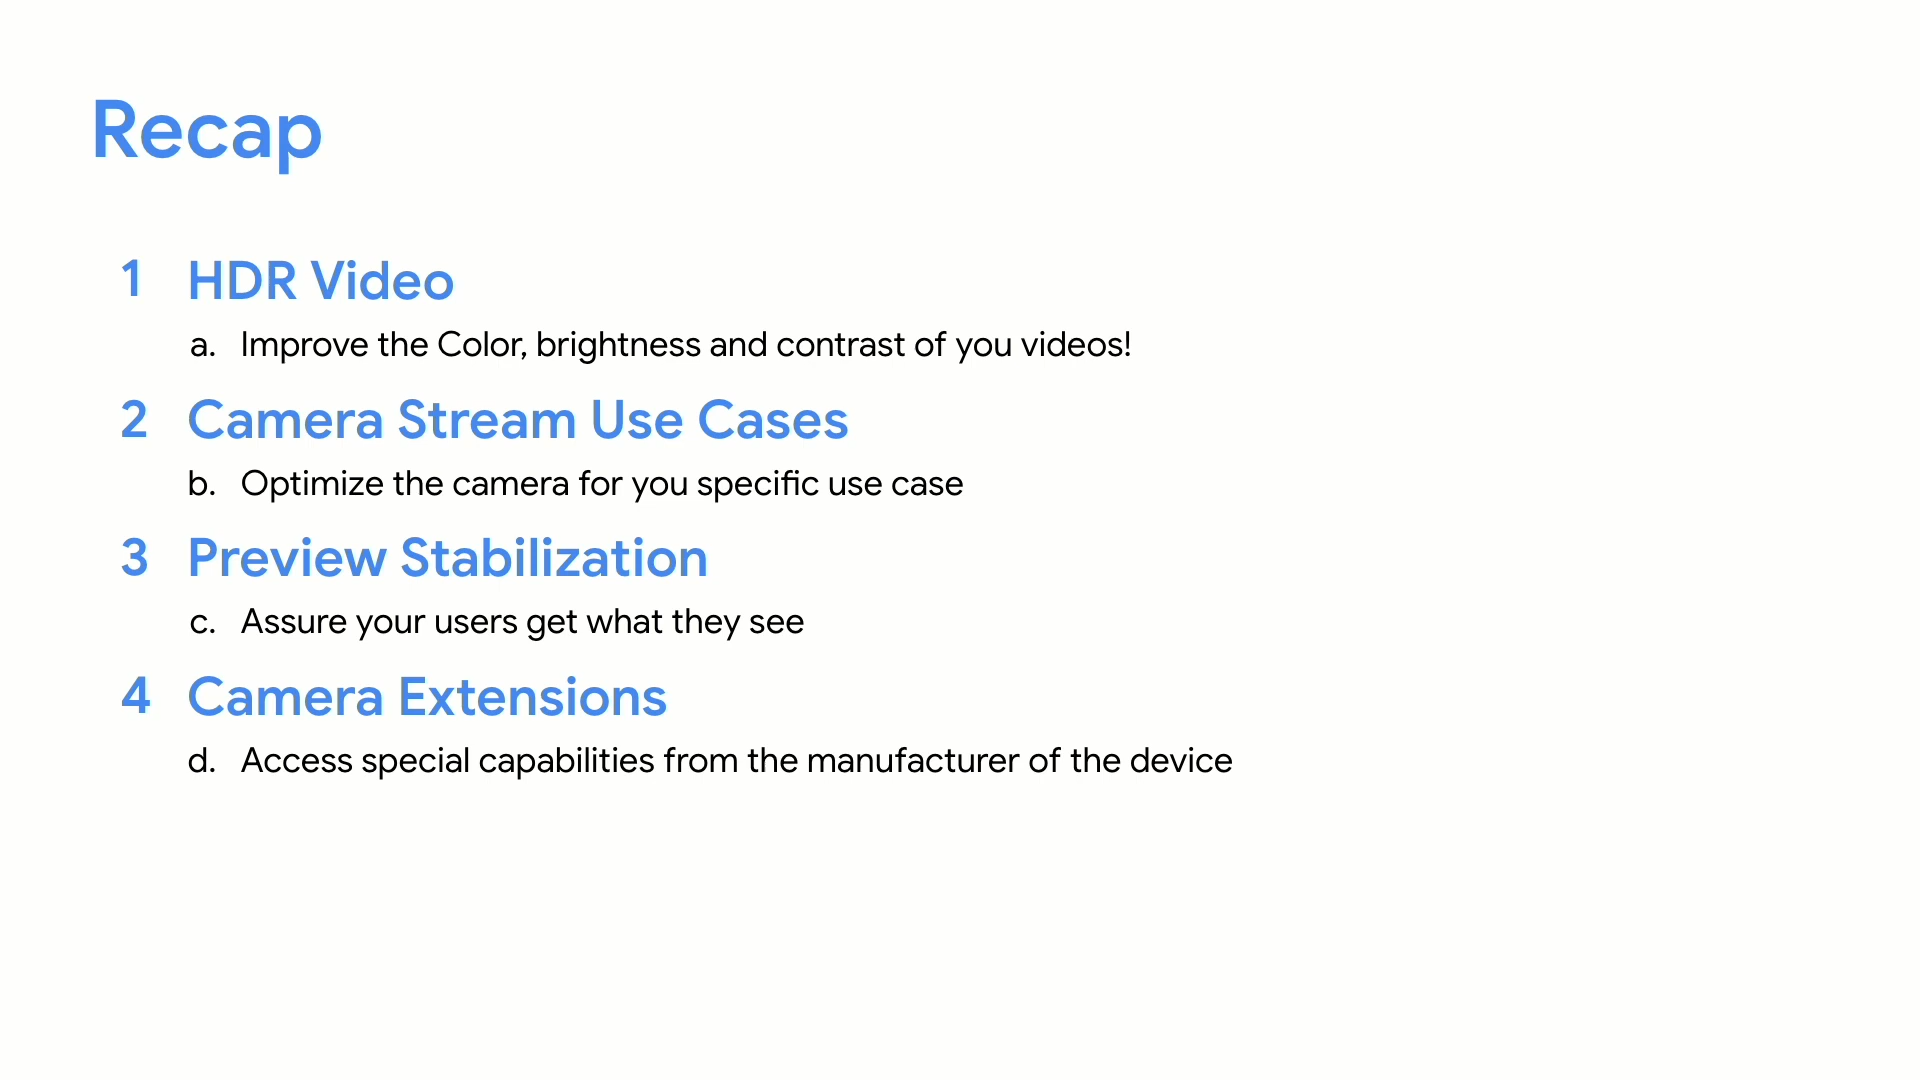 Recap
1 HDR Video
a. Improve the Color, brightness and contrast of you videos!
2 Camera Stream Use Cases
b. Optimize the camera for you specific use case
3 Preview Stabilization
c. Assure your users get what they see
4 Camera Extensions
d. Access special capabilities from the manufacturer of the device